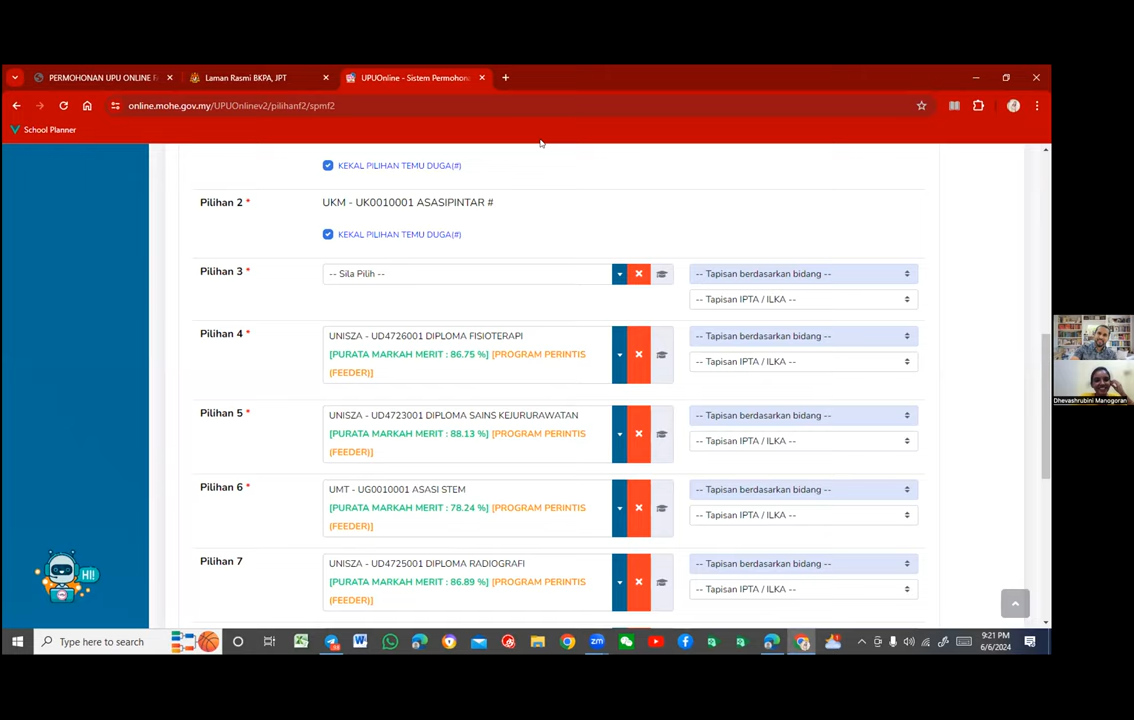 PERMOHONAN UPU ONLINE
Laman Rasmi BKPA, JPT
UPUOnline - Sistem Permohon
online.mohe.gov.my/UPUOnlinev2/pilihanf2/spmf2
School Planner
KEKAL PILIHAN TEMU DUGA(#)
Pilihan 2 *
UKM - UK0010001 ASASIPINTAR #
KEKAL PILIHAN TEMU DUGA(#)
Pilihan 3 *
-- Sila Pilih --
-- Tapisan berdasarkan bidang --
-- Tapisan IPTA / ILKA --
Pilihan 4 *
UNISZA - UD4726001 DIPLOMA FISIOTERAPI
[PURATA MARKAH MERIT : 86.75 %] [PROGRAM PERINTIS
(FEEDER)]
-- Tapisan berdasarkan bidang --
-- Tapisan IPTA / ILKA --
Pilihan 5 *
UNISZA - UD4723001 DIPLOMA SAINS KEJURURAWATAN
[PURATA MARKAH MERIT : 88.13 %] [PROGRAM PERINTIS
(FEEDER)]
-- Tapisan berdasarkan bidang --
-- Tapisan IPTA / ILKA --
Pilihan 6 *
UMT - UG0010001 ASASI STEM
[PURATA MARKAH MERIT : 78.24 %] [PROGRAM PERINTIS
(FEEDER)]
-- Tapisan berdasarkan bidang --
-- Tapisan IPTA / ILKA --
Pilihan 7
UNISZA - UD4725001 DIPLOMA RADIOGRAFI
[PURATA MARKAH MERIT : 86.89 %] [PROGRAM PERINTIS
(FEEDER)]
-- Tapisan berdasarkan bidang --
-- Tapisan IPTA / ILKA --
HI!
Dhevashrubini Manogoran
Type here to search
9:21 PM
6/6/2024